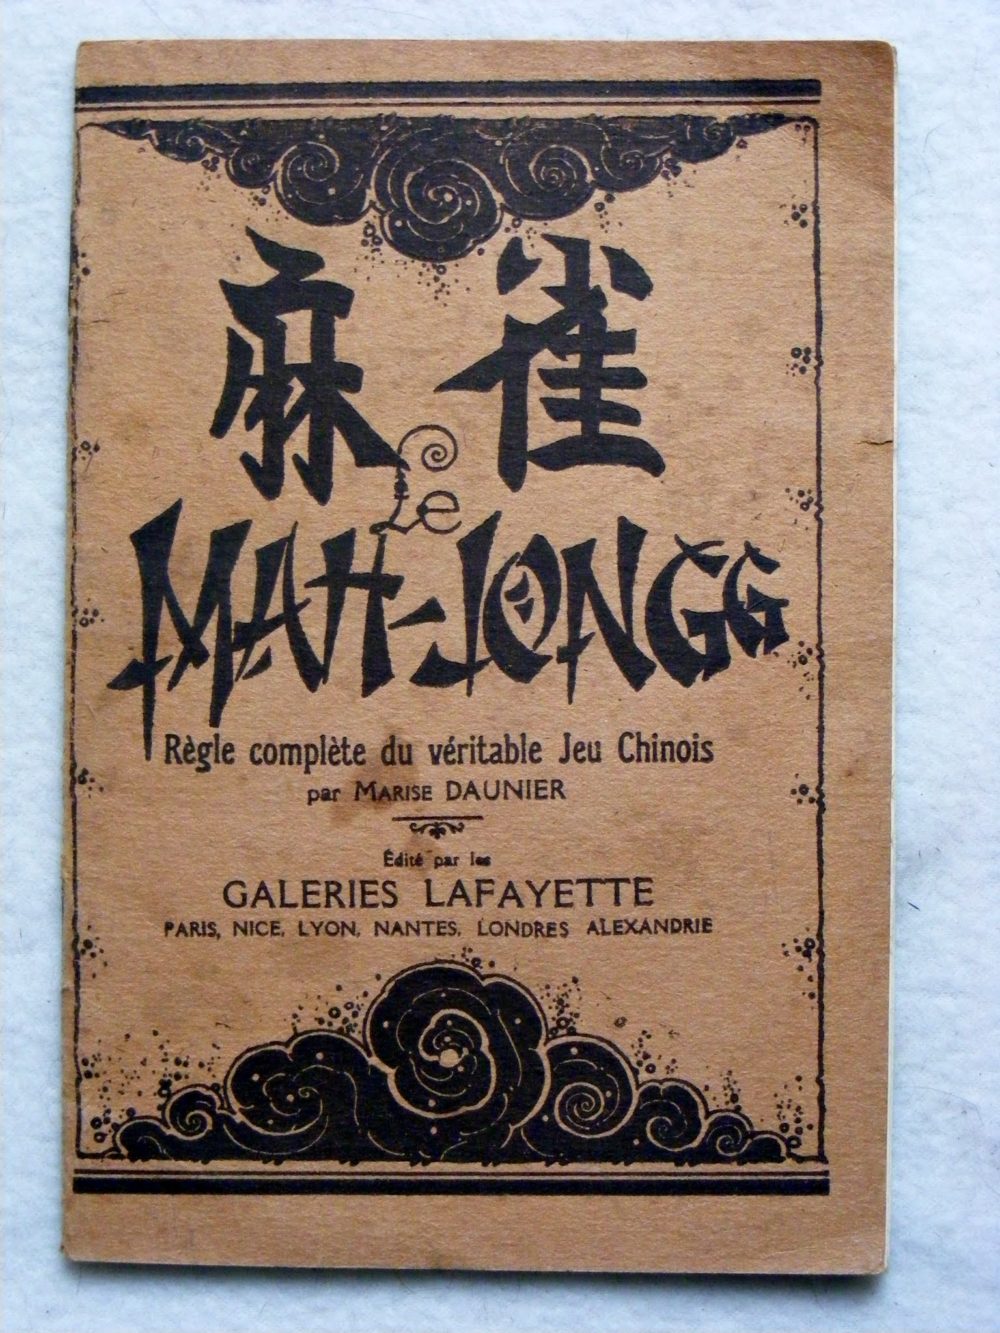 麻雀
Le
MAH-JONGG
Règle complète du véritable Jeu Chinois
par MARISE DAUNIER
Édité par les
GALERIES LAFAYETTE
PARIS, NICE, LYON, NANTES, LONDRES ALEXANDRIE